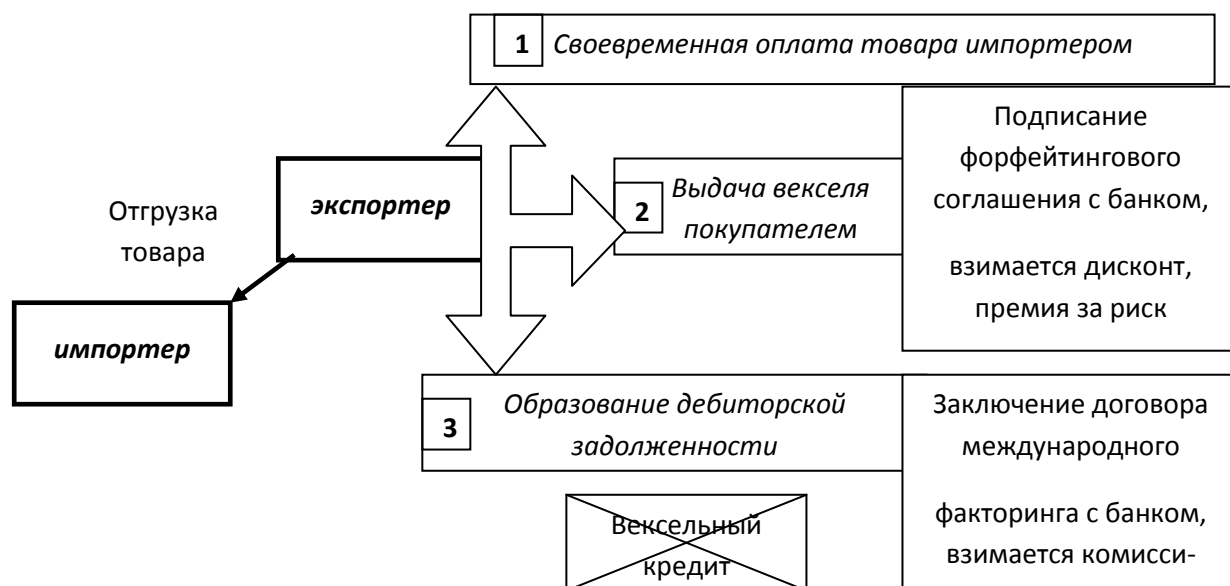 1 Своевременная оплата товара импортером
Подписание
форфейтингового
соглашения с банком,
взимается дисконт,
премия за риск
Отгрузка
товара
экспортер
2 Выдача векселя
покупателем
импортер
3 Образование дебиторской
задолженности
Заключение договора
международного
факторинга с банком,
взимается комисси-
Вексельный
кредит